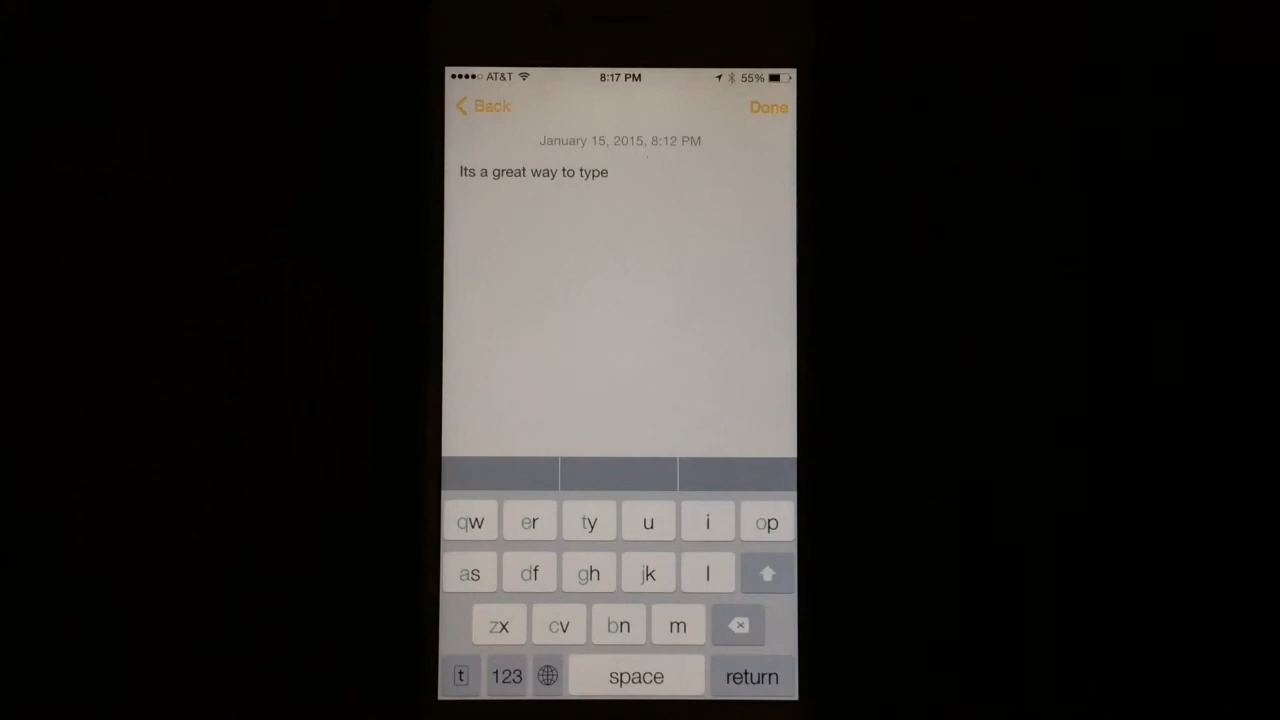 AT&T 8:17 PM 55%
Back Done
January 15, 2015, 8:12 PM
Its a great way to type
qw er ty u i op
as df gh jk l
zx cv bn m
t 123 space return